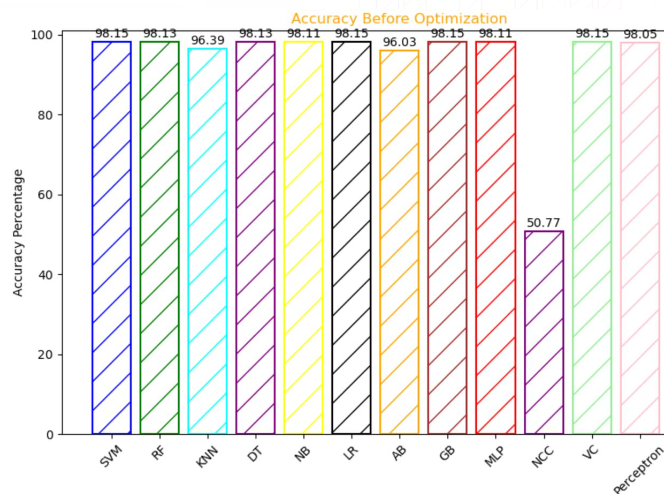 Accuracy Before Optimization
98.15 98.13 96.39 98.13 98.11 98.15 96.03 98.15 98.11 50.77 98.15 98.05
100
80
60
40
20
0
Accuracy Percentage
SVM RF KNN DT NB LR AB GB MLP NCC VC Perceptron